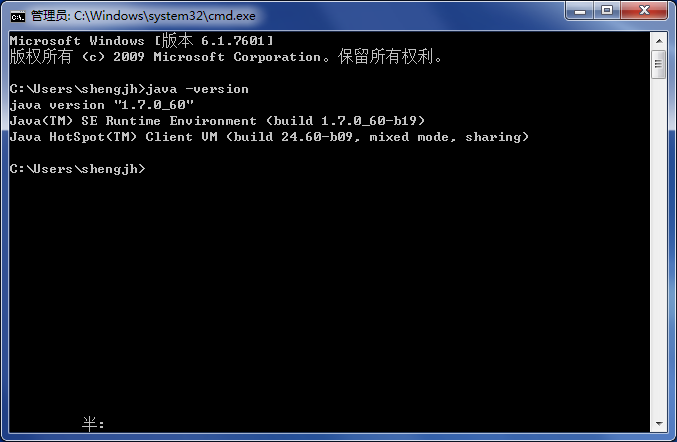 管理员: C:\Windows\system32\cmd.exe
Microsoft Windows [版本 6.1.7601]
版权所有 (c) 2009 Microsoft Corporation。保留所有权利。
C:\Users\shengjh>java -version
java version "1.7.0_60"
Java(TM) SE Runtime Environment (build 1.7.0_60-b19)
Java HotSpot(TM) Client VM (build 24.60-b09, mixed mode, sharing)
C:\Users\shengjh>
半: